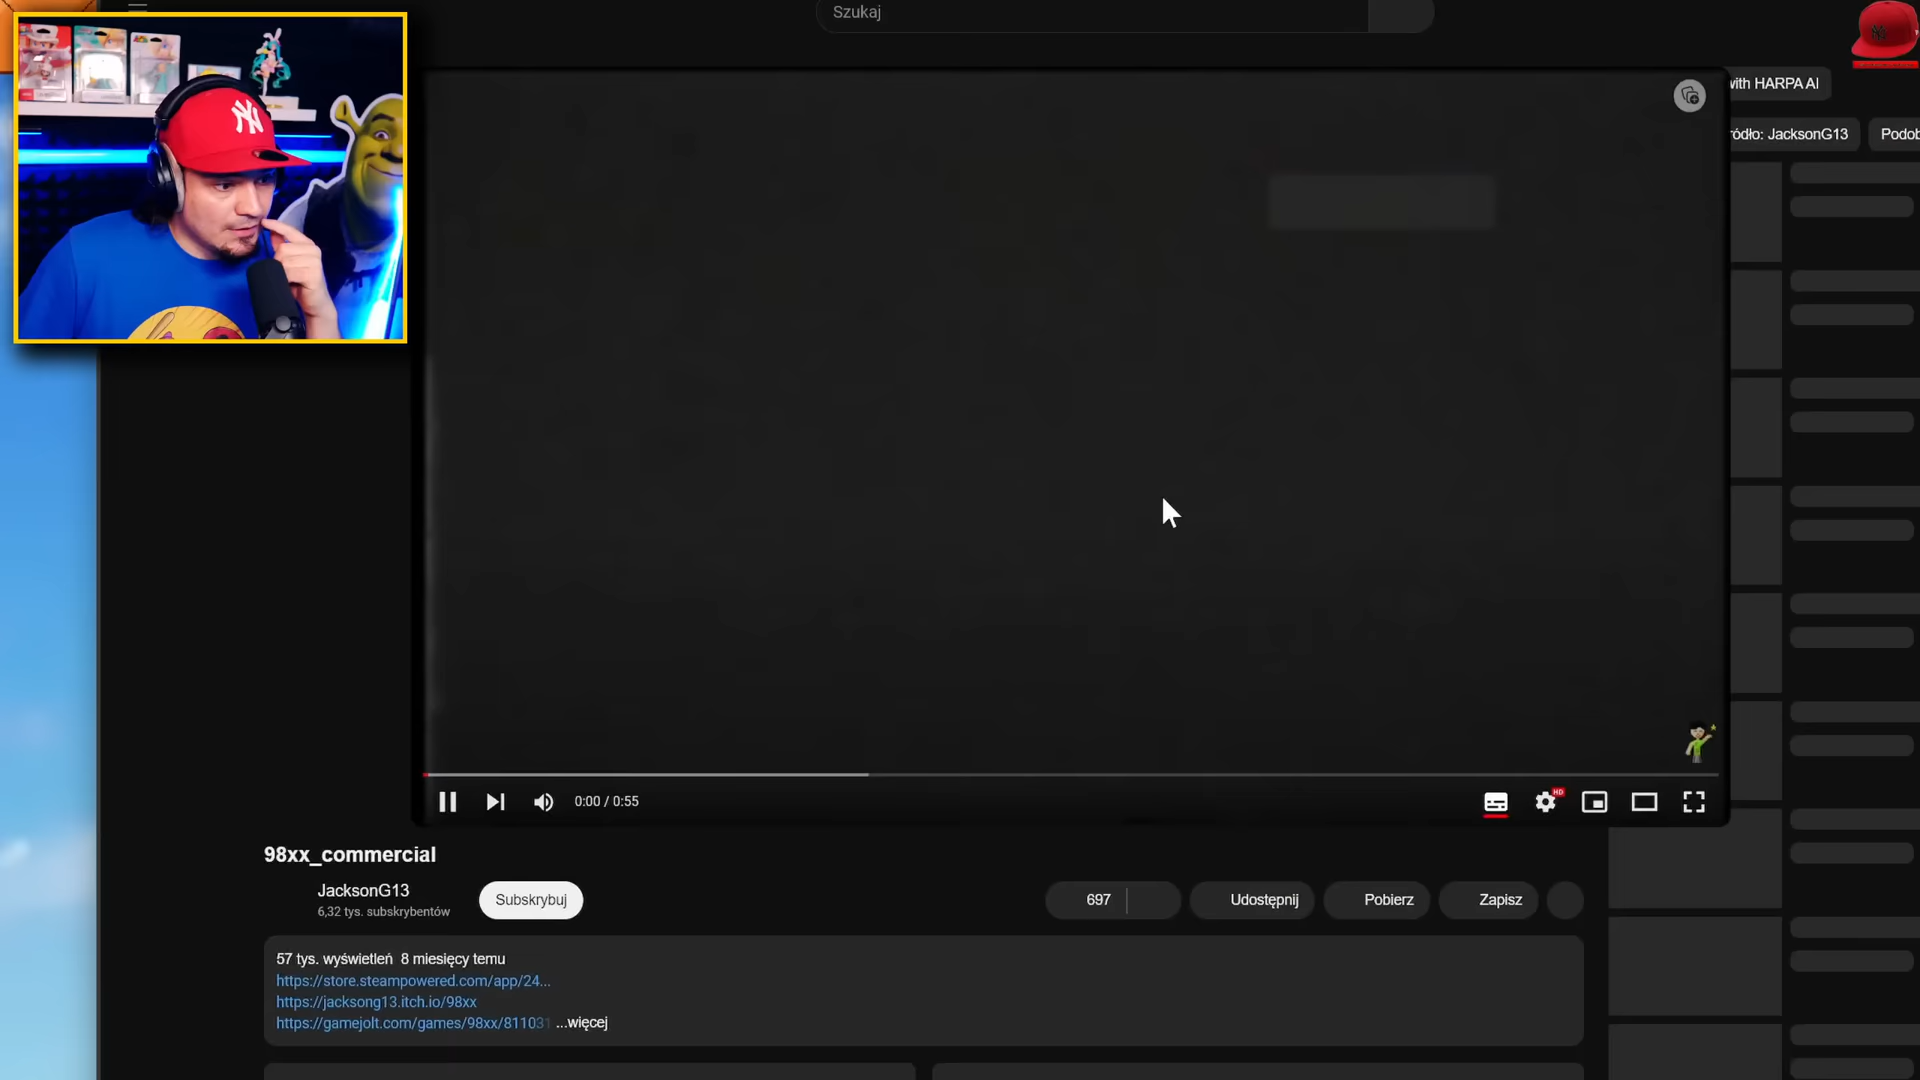 Szukaj
with HARPA AI
ródło: JacksonG13
Podob
NY
HD
0:00 / 0:55
98xx_commercial
JacksonG13
6,32 tys. subskrybentów
Subskrybuj
697
Udostępnij
Pobierz
Zapisz
57 tys. wyświetleń 8 miesięcy temu
https://store.steampowered.com/app/24...
https://jacksong13.itch.io/98xx
https://gamejolt.com/games/98xx/811031 ...więcej